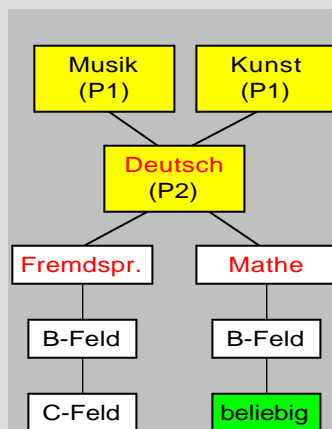 Musik
(P1)
Kunst
(P1)
Deutsch
(P2)
Fremdspr.
Mathe
B-Feld
B-Feld
C-Feld
beliebig